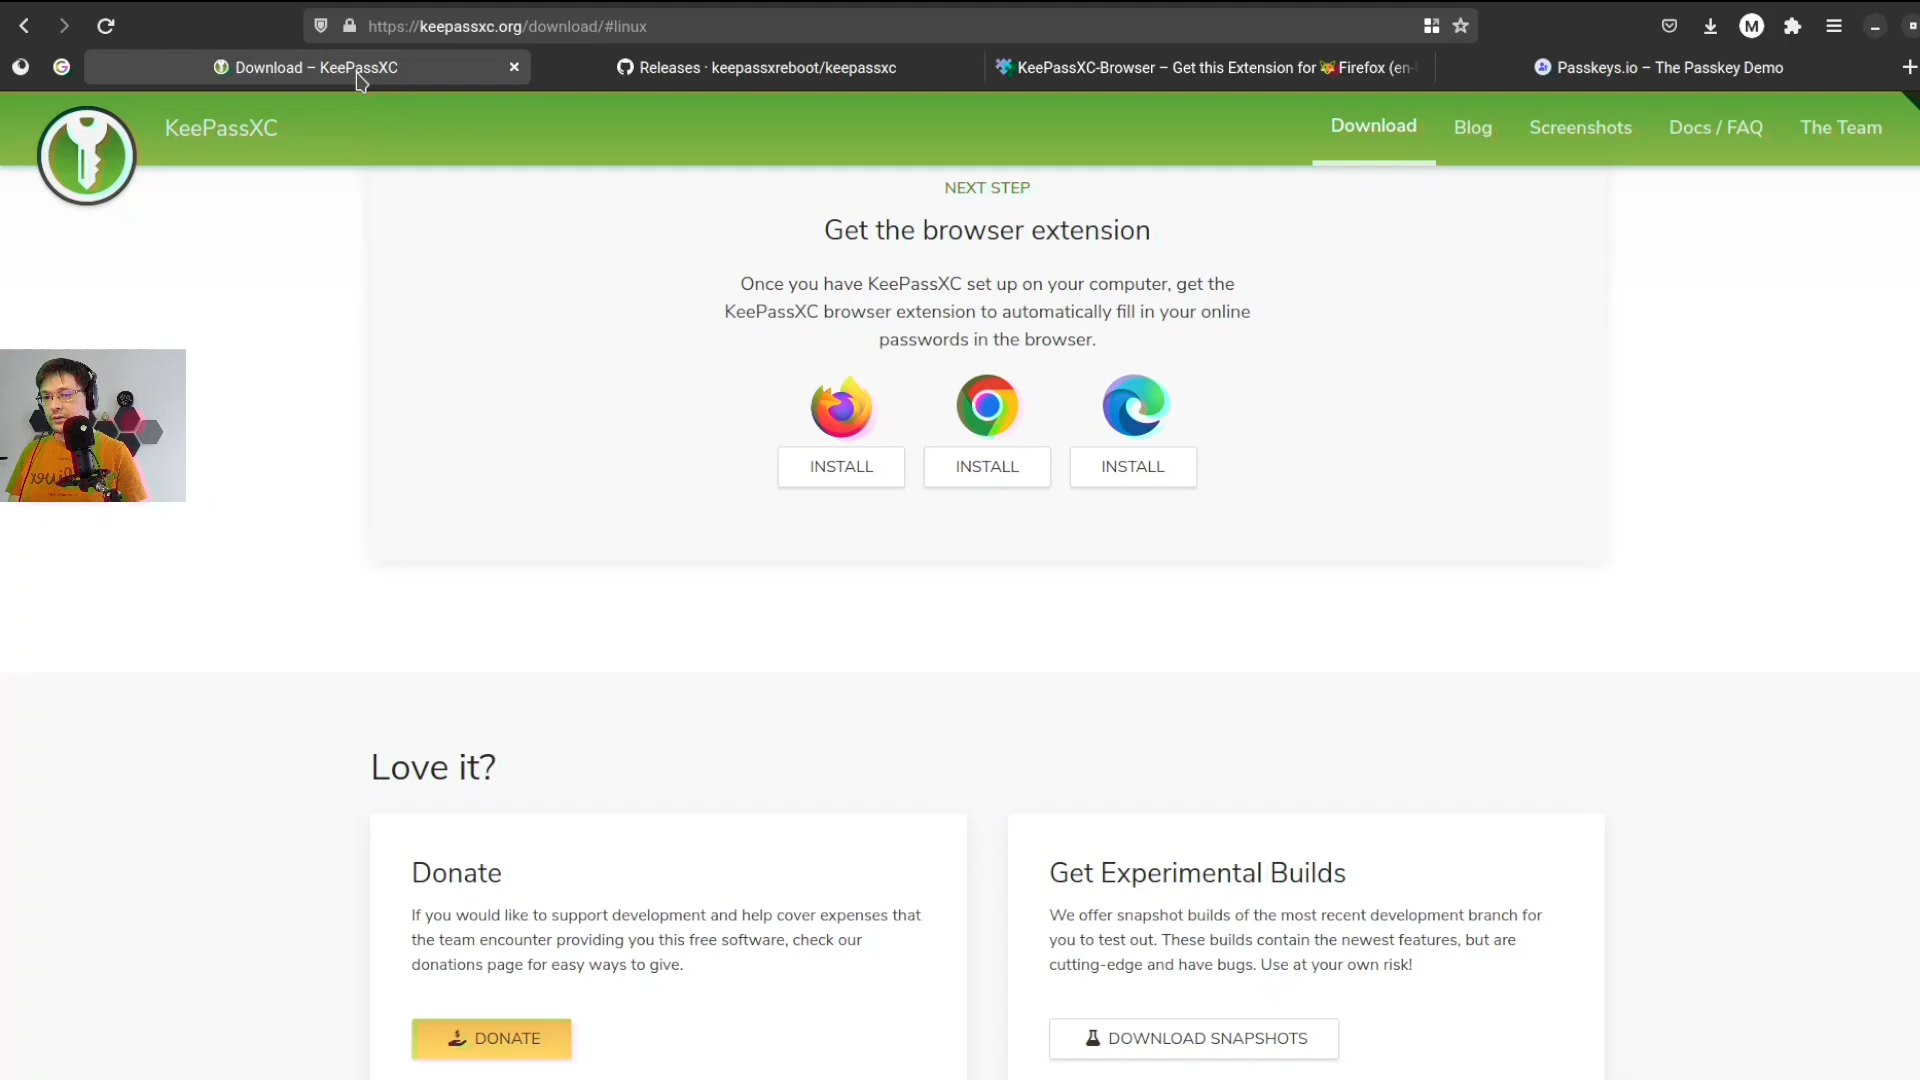 https://keepassxc.org/download/#linux
M
Download – KeePassXC
Releases · keepassxreboot/keepassxc
KeePassXC-Browser – Get this Extension for 🦊 Firefox (en-
Passkeys.io – The Passkey Demo
KeePassXC
Download
Blog
Screenshots
Docs / FAQ
The Team
NEXT STEP
Get the browser extension
Once you have KeePassXC set up on your computer, get the
KeePassXC browser extension to automatically fill in your online
passwords in the browser.
INSTALL
INSTALL
INSTALL
Love it?
Donate
If you would like to support development and help cover expenses that
the team encounter providing you this free software, check our
donations page for easy ways to give.
DONATE
Get Experimental Builds
We offer snapshot builds of the most recent development branch for
you to test out. These builds contain the newest features, but are
cutting-edge and have bugs. Use at your own risk!
DOWNLOAD SNAPSHOTS